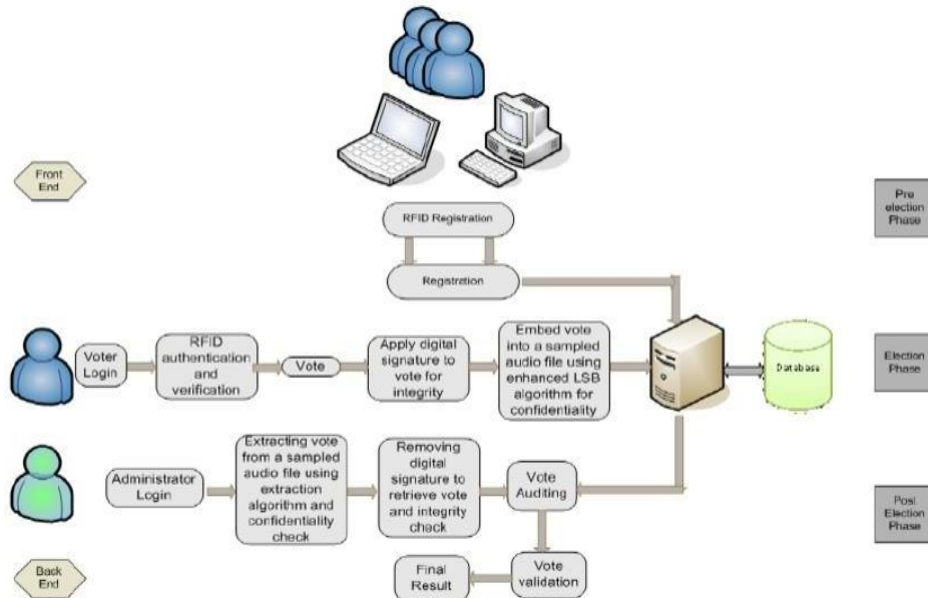 Front
End
RFID Registration
Pre
election
Phase
Registration
Voter
Login
RFID
authentication
and
verification
Vote
Apply digital
signature to
vote for
integrity
Embed vote
into a sampled
audio file using
enhanced LSB
algorithm for
confidentiality
Database
Election
Phase
Administrator
Login
Extracting vote
from a sampled
audio file using
extraction
algorithm and
confidentiality
check
Removing
digital
signature to
retrieve vote
and integrity
check
Vote
Auditing
Post
Election
Phase
Back
End
Final
Result
Vote
validation